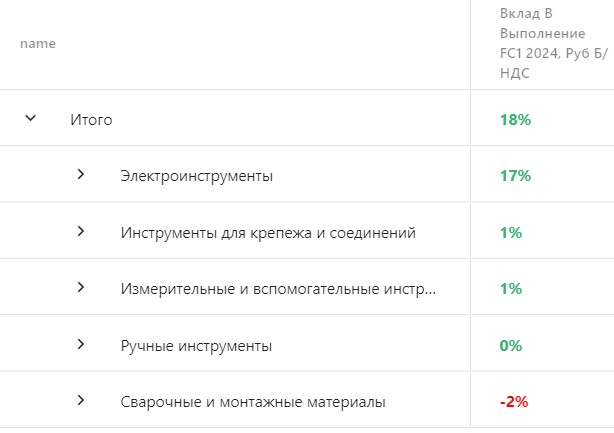 name
Вклад В
Выполнение
FC1 2024, Руб Б/
НДС
Итого
18%
Электроинструменты
17%
Инструменты для крепежа и соединений
1%
Измерительные и вспомогательные инстр...
1%
Ручные инструменты
0%
Сварочные и монтажные материалы
-2%